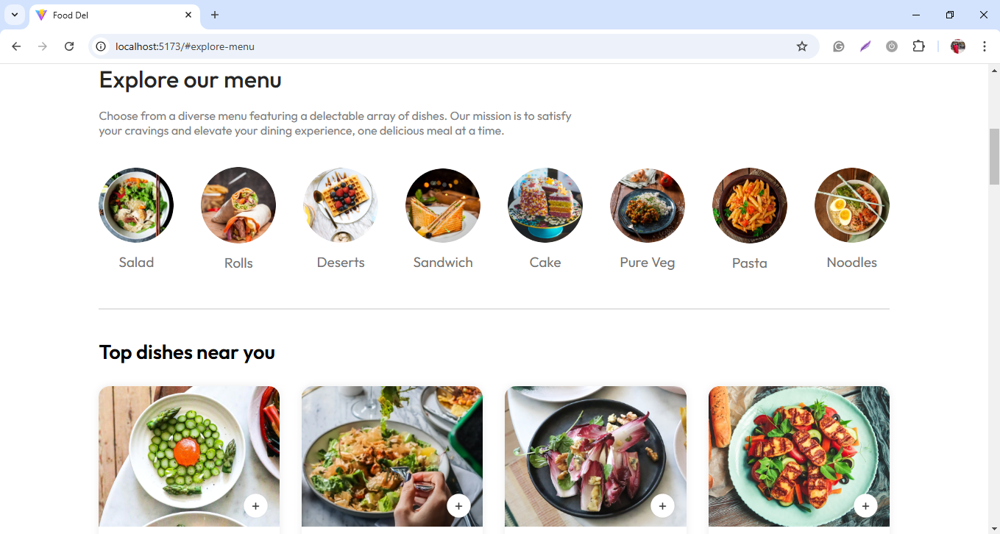 Food Del
localhost:5173/#explore-menu
Explore our menu
Choose from a diverse menu featuring a delectable array of dishes. Our mission is to satisfy
your cravings and elevate your dining experience, one delicious meal at a time.
Salad Rolls Deserts Sandwich Cake Pure Veg Pasta Noodles
Top dishes near you